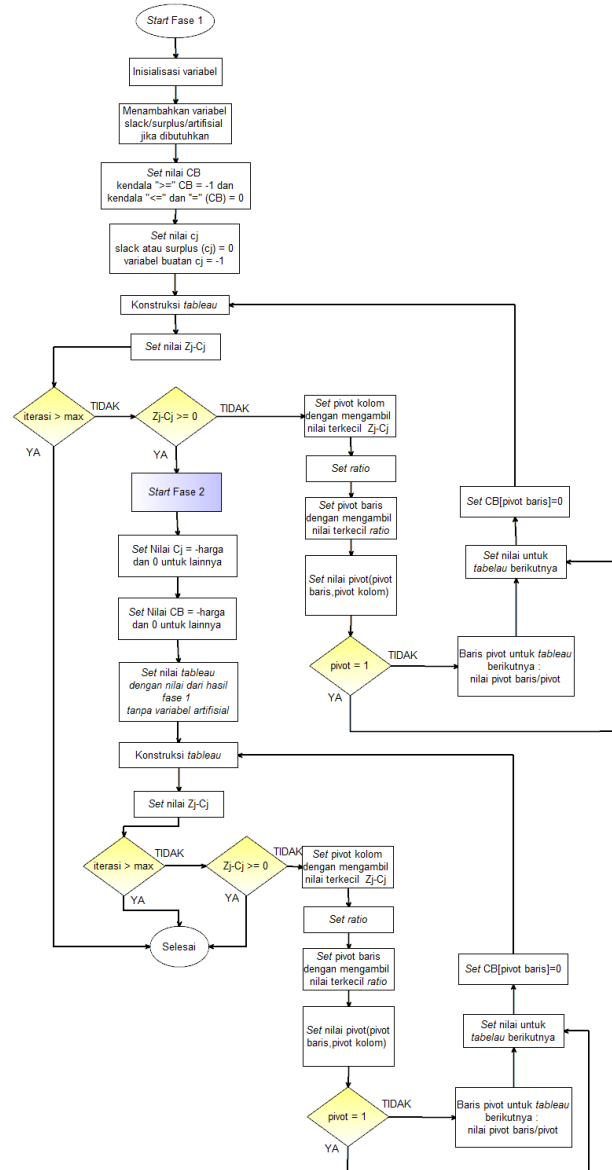 Start Fase 1
Inisialisasi variabel
Menambahkan variabel
slack/surplus/artifisial
jika dibutuhkan
Set nilai CB
kendala ">=" CB = -1 dan
kendala "<=" dan "=" (CB) = 0
Set nilai cj
slack atau surplus (cj) = 0
variabel buatan cj = -1
Konstruksi tableau
Set nilai Zj-Cj
iterasi > max
TIDAK
YA
Zj-Cj >= 0
TIDAK
YA
Set pivot kolom
dengan mengambil
nilai terkecil Zj-Cj
Set ratio
Set pivot baris
dengan mengambil
nilai terkecil ratio
Set nilai pivot(pivot
baris,pivot kolom)
pivot = 1
TIDAK
YA
Baris pivot untuk tableau
berikutnya :
nilai pivot baris/pivot
Set nilai untuk
tabelau berikutnya
Set CB[pivot baris]=0
Start Fase 2
Set Nilai Cj = -harga
dan 0 untuk lainnya
Set Nilai CB = -harga
dan 0 untuk lainnya
Set nilai tableau
dengan nilai dari hasil
fase 1
tanpa variabel artifisial
Konstruksi tableau
Set nilai Zj-Cj
iterasi > max
TIDAK
YA
Zj-Cj >= 0
TIDAK
YA
Selesai
Set pivot kolom
dengan mengambil
nilai terkecil Zj-Cj
Set ratio
Set pivot baris
dengan mengambil
nilai terkecil ratio
Set nilai pivot(pivot
baris,pivot kolom)
pivot = 1
TIDAK
YA
Baris pivot untuk tableau
berikutnya :
nilai pivot baris/pivot
Set nilai untuk
tabelau berikutnya
Set CB[pivot baris]=0